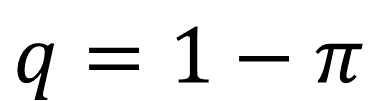 q = 1 − π